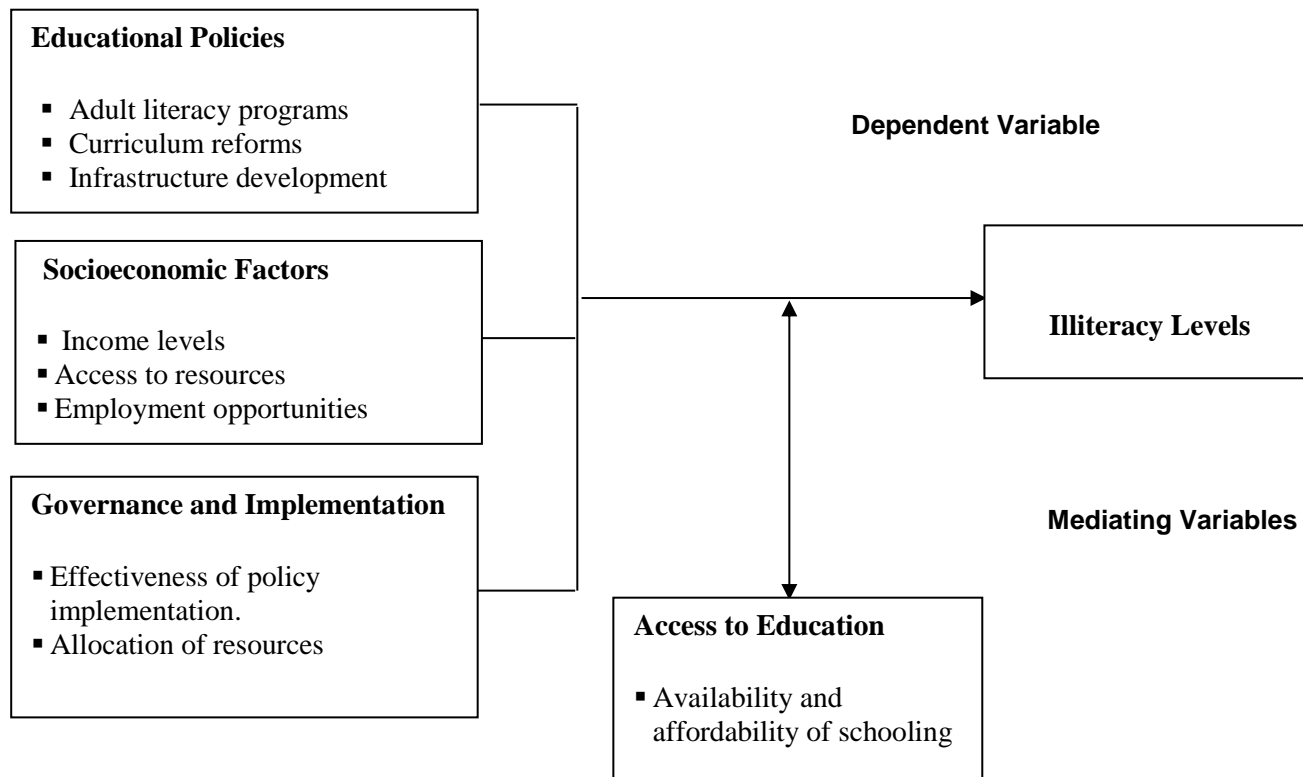 Educational Policies
▪ Adult literacy programs
▪ Curriculum reforms
▪ Infrastructure development
Dependent Variable
Socioeconomic Factors
▪ Income levels
▪ Access to resources
▪ Employment opportunities
Illiteracy Levels
Governance and Implementation
▪ Effectiveness of policy
implementation.
▪ Allocation of resources
Mediating Variables
Access to Education
▪ Availability and
affordability of schooling